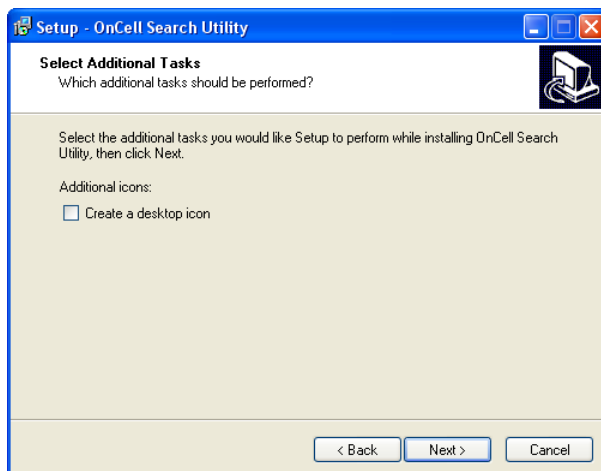 Setup - OnCell Search Utility
Select Additional Tasks
Which additional tasks should be performed?
Select the additional tasks you would like Setup to perform while installing OnCell Search
Utility, then click Next.
Additional icons:
Create a desktop icon
< Back
Next >
Cancel